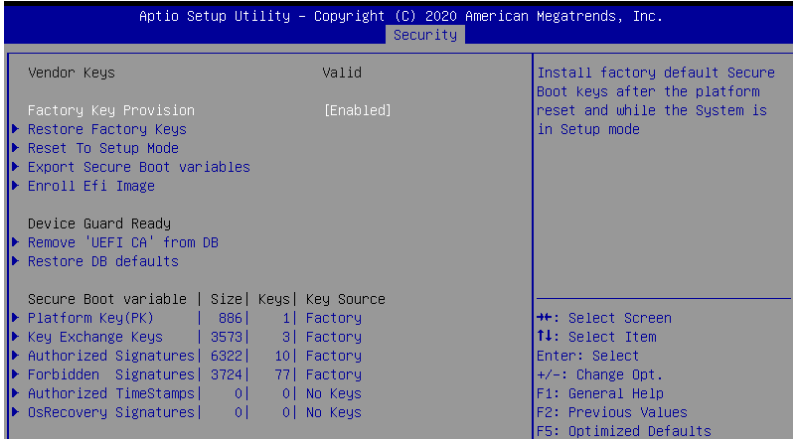 Aptio Setup Utility – Copyright (C) 2020 American Megatrends, Inc.
Security
Vendor Keys Valid
Factory Key Provision [Enabled]
Restore Factory Keys
Reset To Setup Mode
Export Secure Boot variables
Enroll Efi Image
Device Guard Ready
Remove 'UEFI CA' from DB
Restore DB defaults
Secure Boot variable | Size| Keys| Key Source
Platform Key(PK) | 886| 1| Factory
Key Exchange Keys | 3573| 3| Factory
Authorized Signatures| 6322| 10| Factory
Forbidden Signatures| 3724| 77| Factory
Authorized TimeStamps| 0| 0| No Keys
OsRecovery Signatures| 0| 0| No Keys
Install factory default Secure
Boot keys after the platform
reset and while the System is
in Setup mode
→←: Select Screen
↑↓: Select Item
Enter: Select
+/-: Change Opt.
F1: General Help
F2: Previous Values
F5: Optimized Defaults